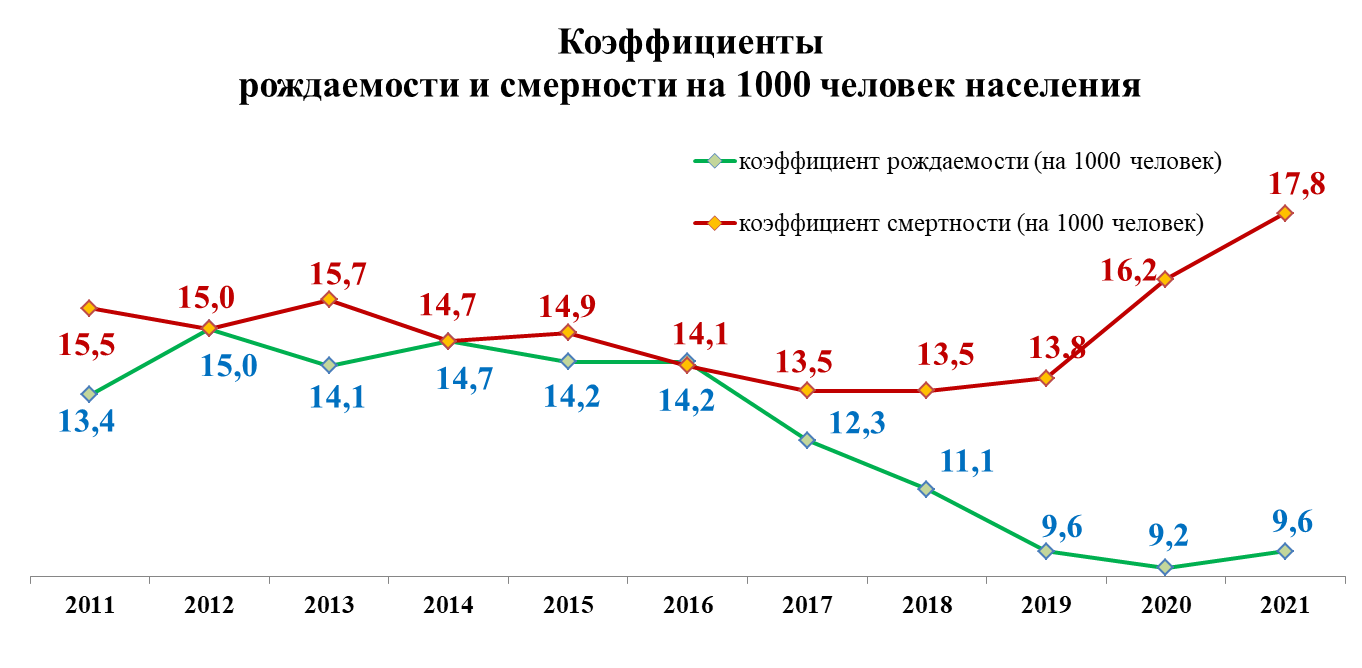 Коэффициенты
рождаемости и смерности на 1000 человек населения
коэффициент рождаемости (на 1000 человек)
коэффициент смертности (на 1000 человек)
15,5 15,0 15,7 14,7 14,9 14,1 13,5 13,5 13,8 16,2 17,8
13,4 15,0 14,1 14,7 14,2 14,2 12,3 11,1 9,6 9,2 9,6
2011 2012 2013 2014 2015 2016 2017 2018 2019 2020 2021